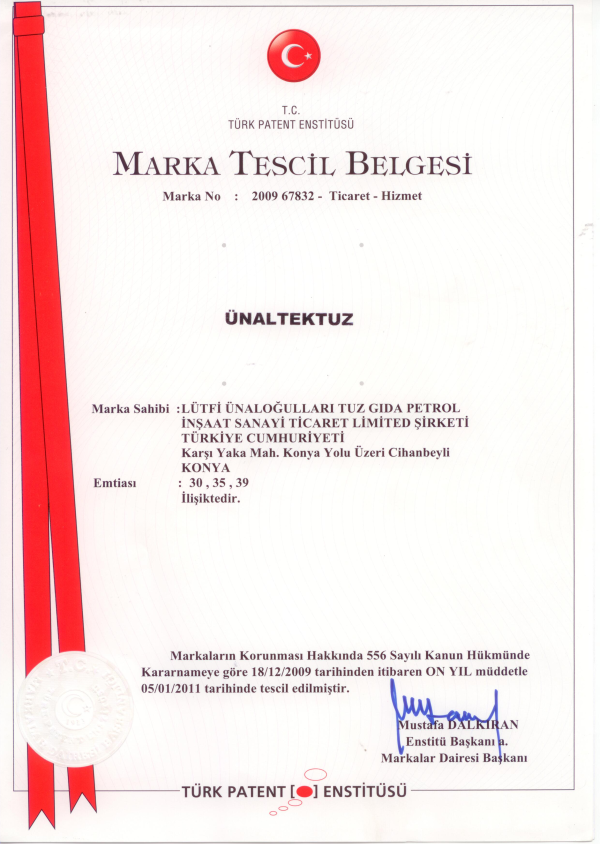 T.C.
TÜRK PATENT ENSTİTÜSÜ
MARKA TESCİL BELGESİ
Marka No : 2009 67832 - Ticaret - Hizmet
ÜNALTEKTUZ
Marka Sahibi :LÜTFİ ÜNALOĞULLARI TUZ GIDA PETROL
İNŞAAT SANAYİ TİCARET LİMİTED ŞİRKETİ
TÜRKİYE CUMHURİYETİ
Karşı Yaka Mah. Konya Yolu Üzeri Cihanbeyli
KONYA
Emtiası : 30 , 35 , 39
İlişiktedir.
Markaların Korunması Hakkında 556 Sayılı Kanun Hükmünde
Kararnameye göre 18/12/2009 tarihinden itibaren ON YIL müddetle
05/01/2011 tarihinde tescil edilmiştir.
Mustafa DALKIRAN
Enstitü Başkanı a.
Markalar Dairesi Başkanı
TÜRK PATENT [ ] ENSTİTÜSÜ